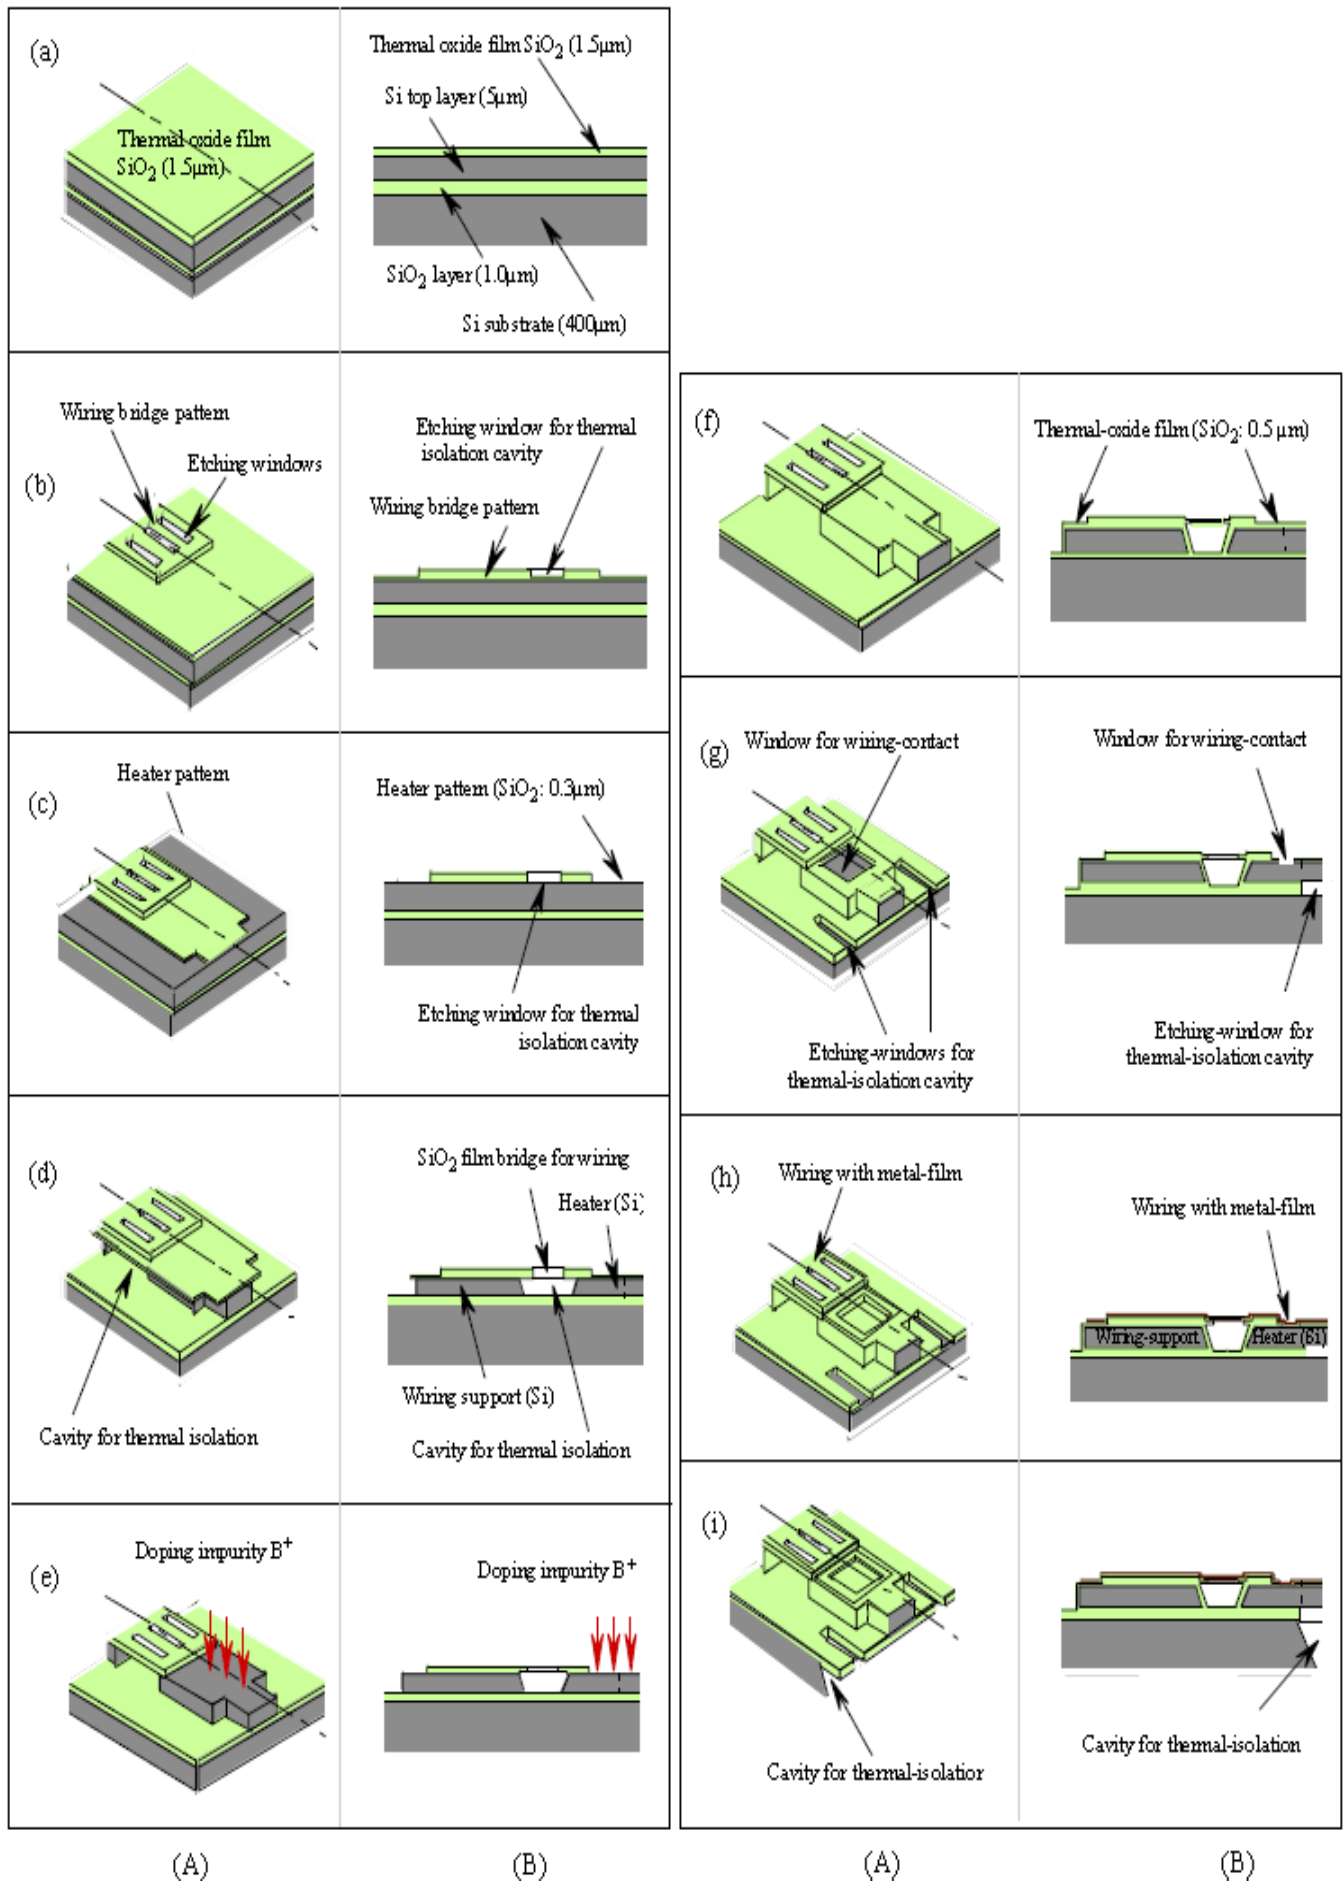 (a)
Thermal oxide film
SiO2 (1.5μm)
Thermal oxide film SiO2 (1.5μm)
Si top layer (5μm)
SiO2 layer (1.0μm)
Si substrate (400μm)
(b)
Wiring bridge pattern
Etching windows
Etching window for thermal
isolation cavity
Wiring bridge pattern
(c)
Heater pattern
Heater pattern (SiO2: 0.3μm)
Etching window for thermal
isolation cavity
(d)
Cavity for thermal isolation
SiO2 film bridge for wiring
Heater (Si)
Wiring support (Si)
Cavity for thermal isolation
(e)
Doping impurity B+
Doping impurity B+
(A)
(B)
(f)
Thermal-oxide film (SiO2: 0.5 μm)
(g)
Window for wiring-contact
Etching-windows for
thermal-isolation cavity
Window for wiring-contact
Etching-window for
thermal-isolation cavity
(h)
Wiring with metal-film
Wiring with metal-film
Wiring-support
Heater (Si)
(i)
Cavity for thermal-isolatior
Cavity for thermal-isolation
(A)
(B)